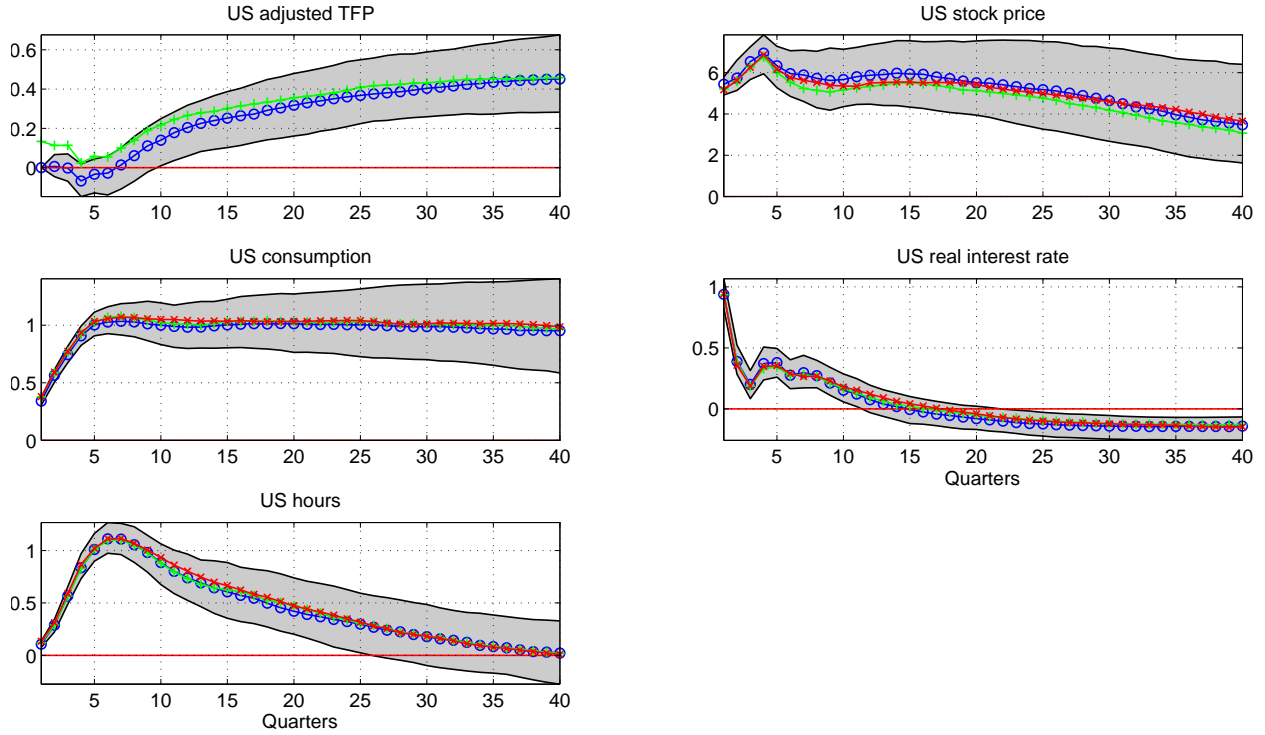 US adjusted TFP
0.6
0.4
0.2
0
5 10 15 20 25 30 35 40
US stock price
6
4
2
0
5 10 15 20 25 30 35 40
US consumption
1
0.5
0
5 10 15 20 25 30 35 40
US real interest rate
1
0.5
0
5 10 15 20 25 30 35 40
Quarters
US hours
1
0.5
0
5 10 15 20 25 30 35 40
Quarters